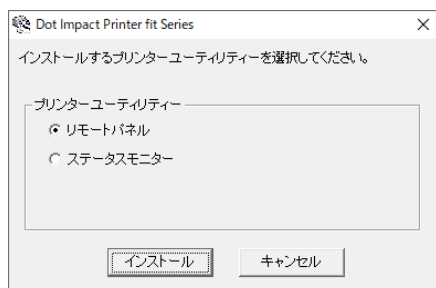 Dot Impact Printer fit Series
インストールするプリンターユーティリティーを選択してください。
プリンターユーティリティー
リモートパネル
ステータスモニター
インストール
キャンセル